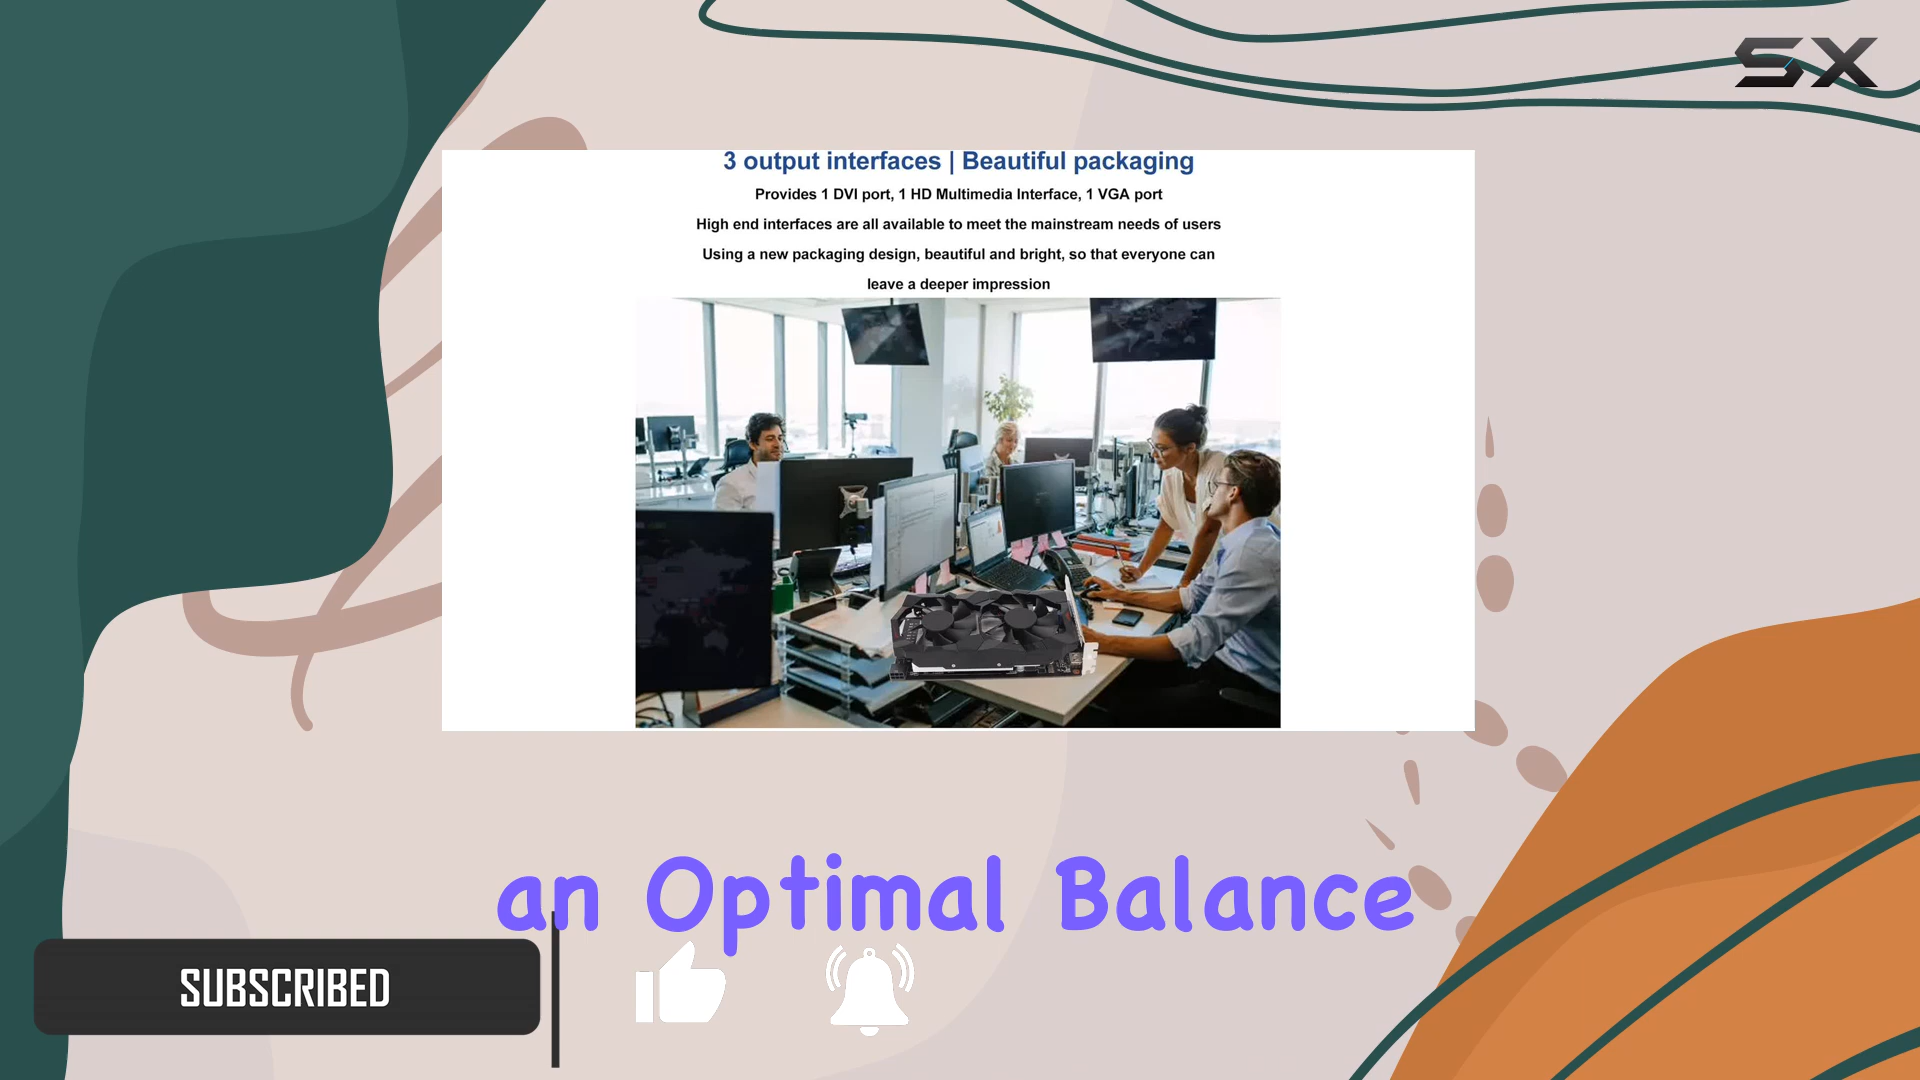 SX
3 output interfaces | Beautiful packaging
Provides 1 DVI port, 1 HD Multimedia Interface, 1 VGA port
High end interfaces are all available to meet the mainstream needs of users
Using a new packaging design, beautiful and bright, so that everyone can
leave a deeper impression
an Optimal Balance
SUBSCRIBED